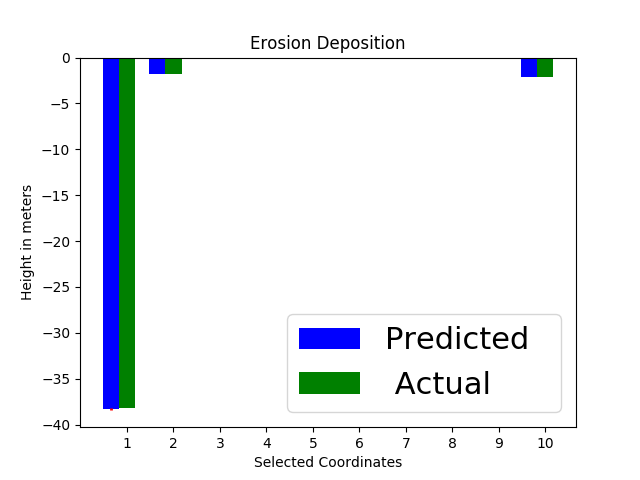 Erosion Deposition
Height in meters
0
−5
−10
−15
−20
−25
−30
−35
−40
Predicted
Actual
1 2 3 4 5 6 7 8 9 10
Selected Coordinates